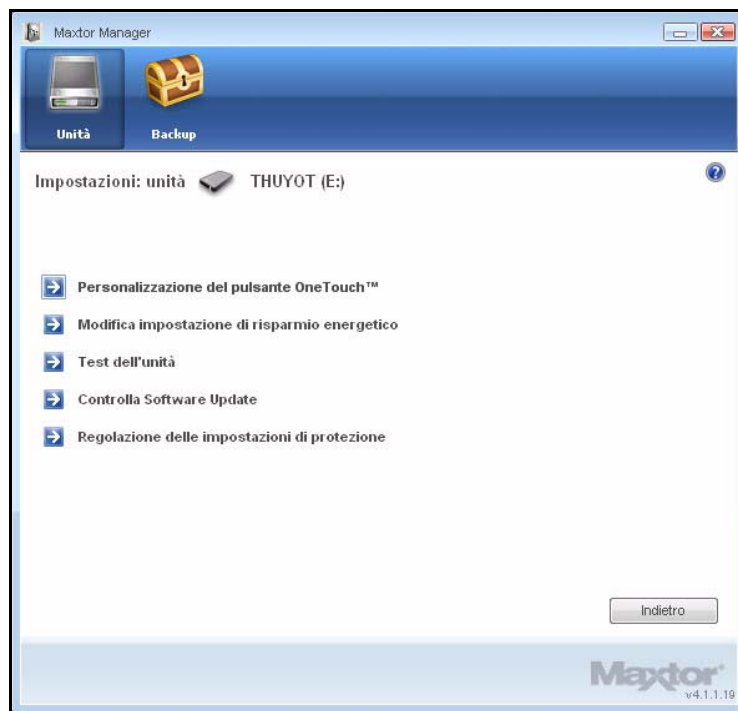 Maxtor Manager
Unità
Backup
Impostazioni: unità THUYOT (E:)
Personalizzazione del pulsante OneTouch™
Modifica impostazione di risparmio energetico
Test dell'unità
Controlla Software Update
Regolazione delle impostazioni di protezione
Indietro
Maxtor
v4.1.1.19